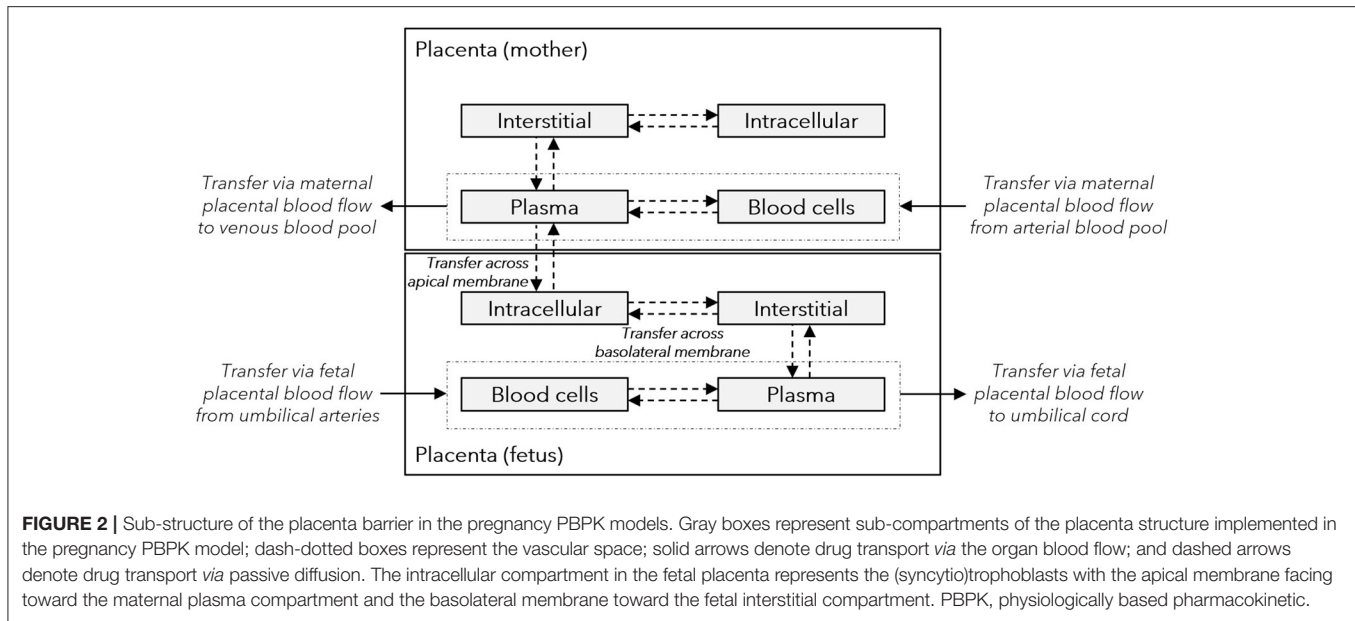 Placenta (mother)
Interstitial
Intracellular
Transfer via maternal
placental blood flow
to venous blood pool
Plasma
Blood cells
Transfer via maternal
placental blood flow
from arterial blood pool
Transfer across
apical membrane
Intracellular
Interstitial
Transfer across
basolateral membrane
Transfer via fetal
placental blood flow
from umbilical arteries
Blood cells
Plasma
Transfer via fetal
placental blood flow
to umbilical cord
Placenta (fetus)
FIGURE 2 | Sub-structure of the placenta barrier in the pregnancy PBPK models. Gray boxes represent sub-compartments of the placenta structure implemented in
the pregnancy PBPK model; dash-dotted boxes represent the vascular space; solid arrows denote drug transport via the organ blood flow; and dashed arrows
denote drug transport via passive diffusion. The intracellular compartment in the fetal placenta represents the (syncytio)trophoblasts with the apical membrane facing
toward the maternal plasma compartment and the basolateral membrane toward the fetal interstitial compartment. PBPK, physiologically based pharmacokinetic.